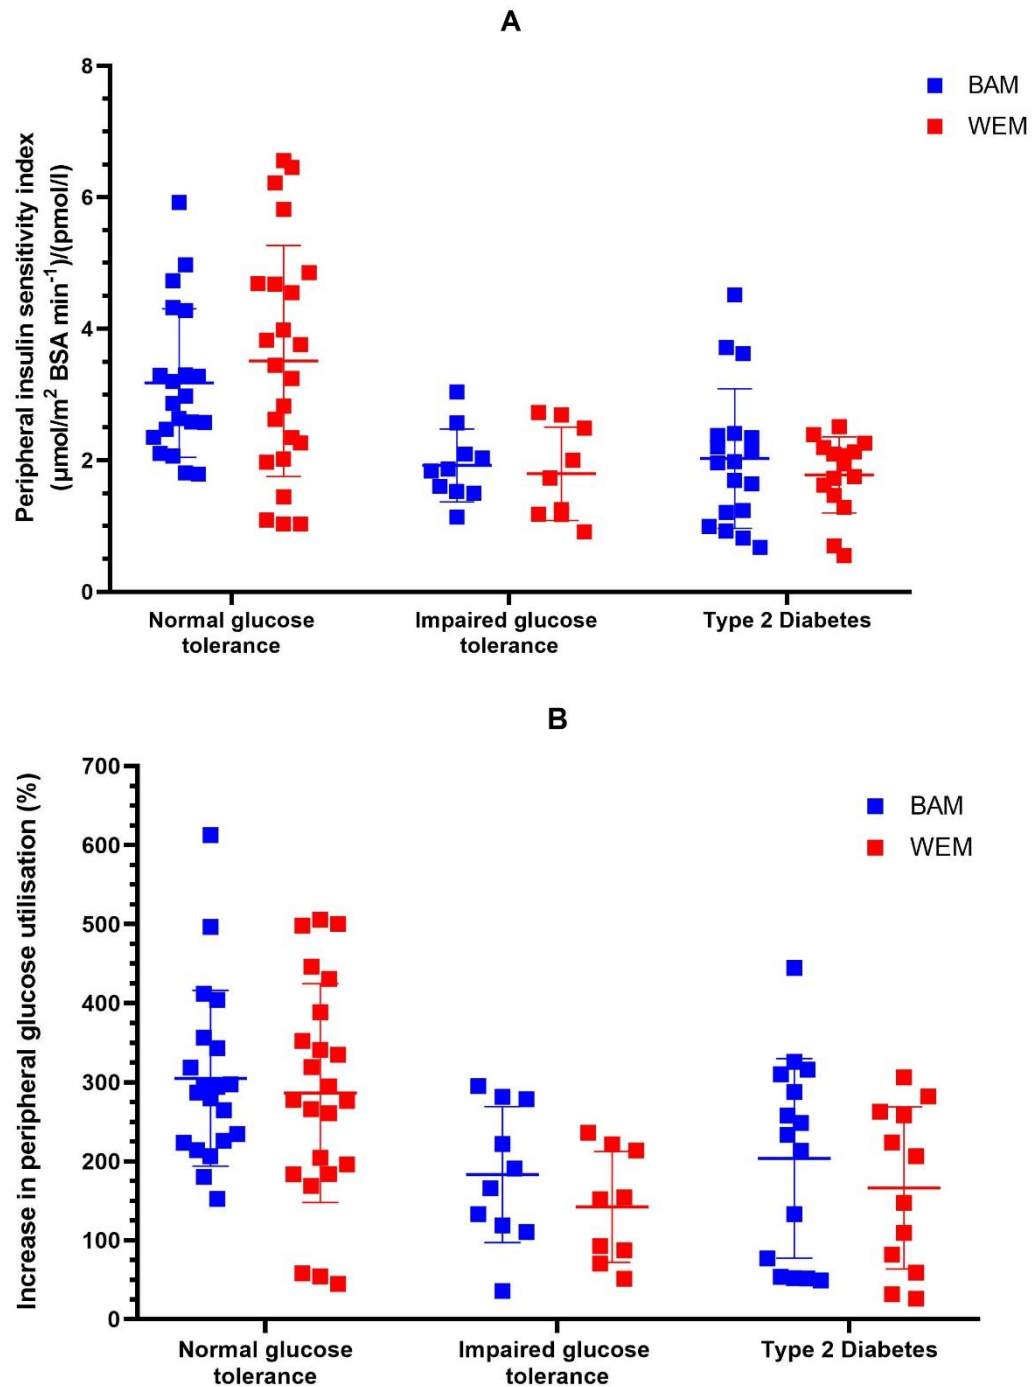 A
Peripheral insulin sensitivity index
(µmol/m² BSA min⁻¹)/(pmol/l)
8
6
4
2
0
BAM
WEM
Normal glucose
tolerance
Impaired glucose
tolerance
Type 2 Diabetes
B
Increase in peripheral glucose utilisation (%)
700
600
500
400
300
200
100
0
BAM
WEM
Normal glucose
tolerance
Impaired glucose
tolerance
Type 2 Diabetes